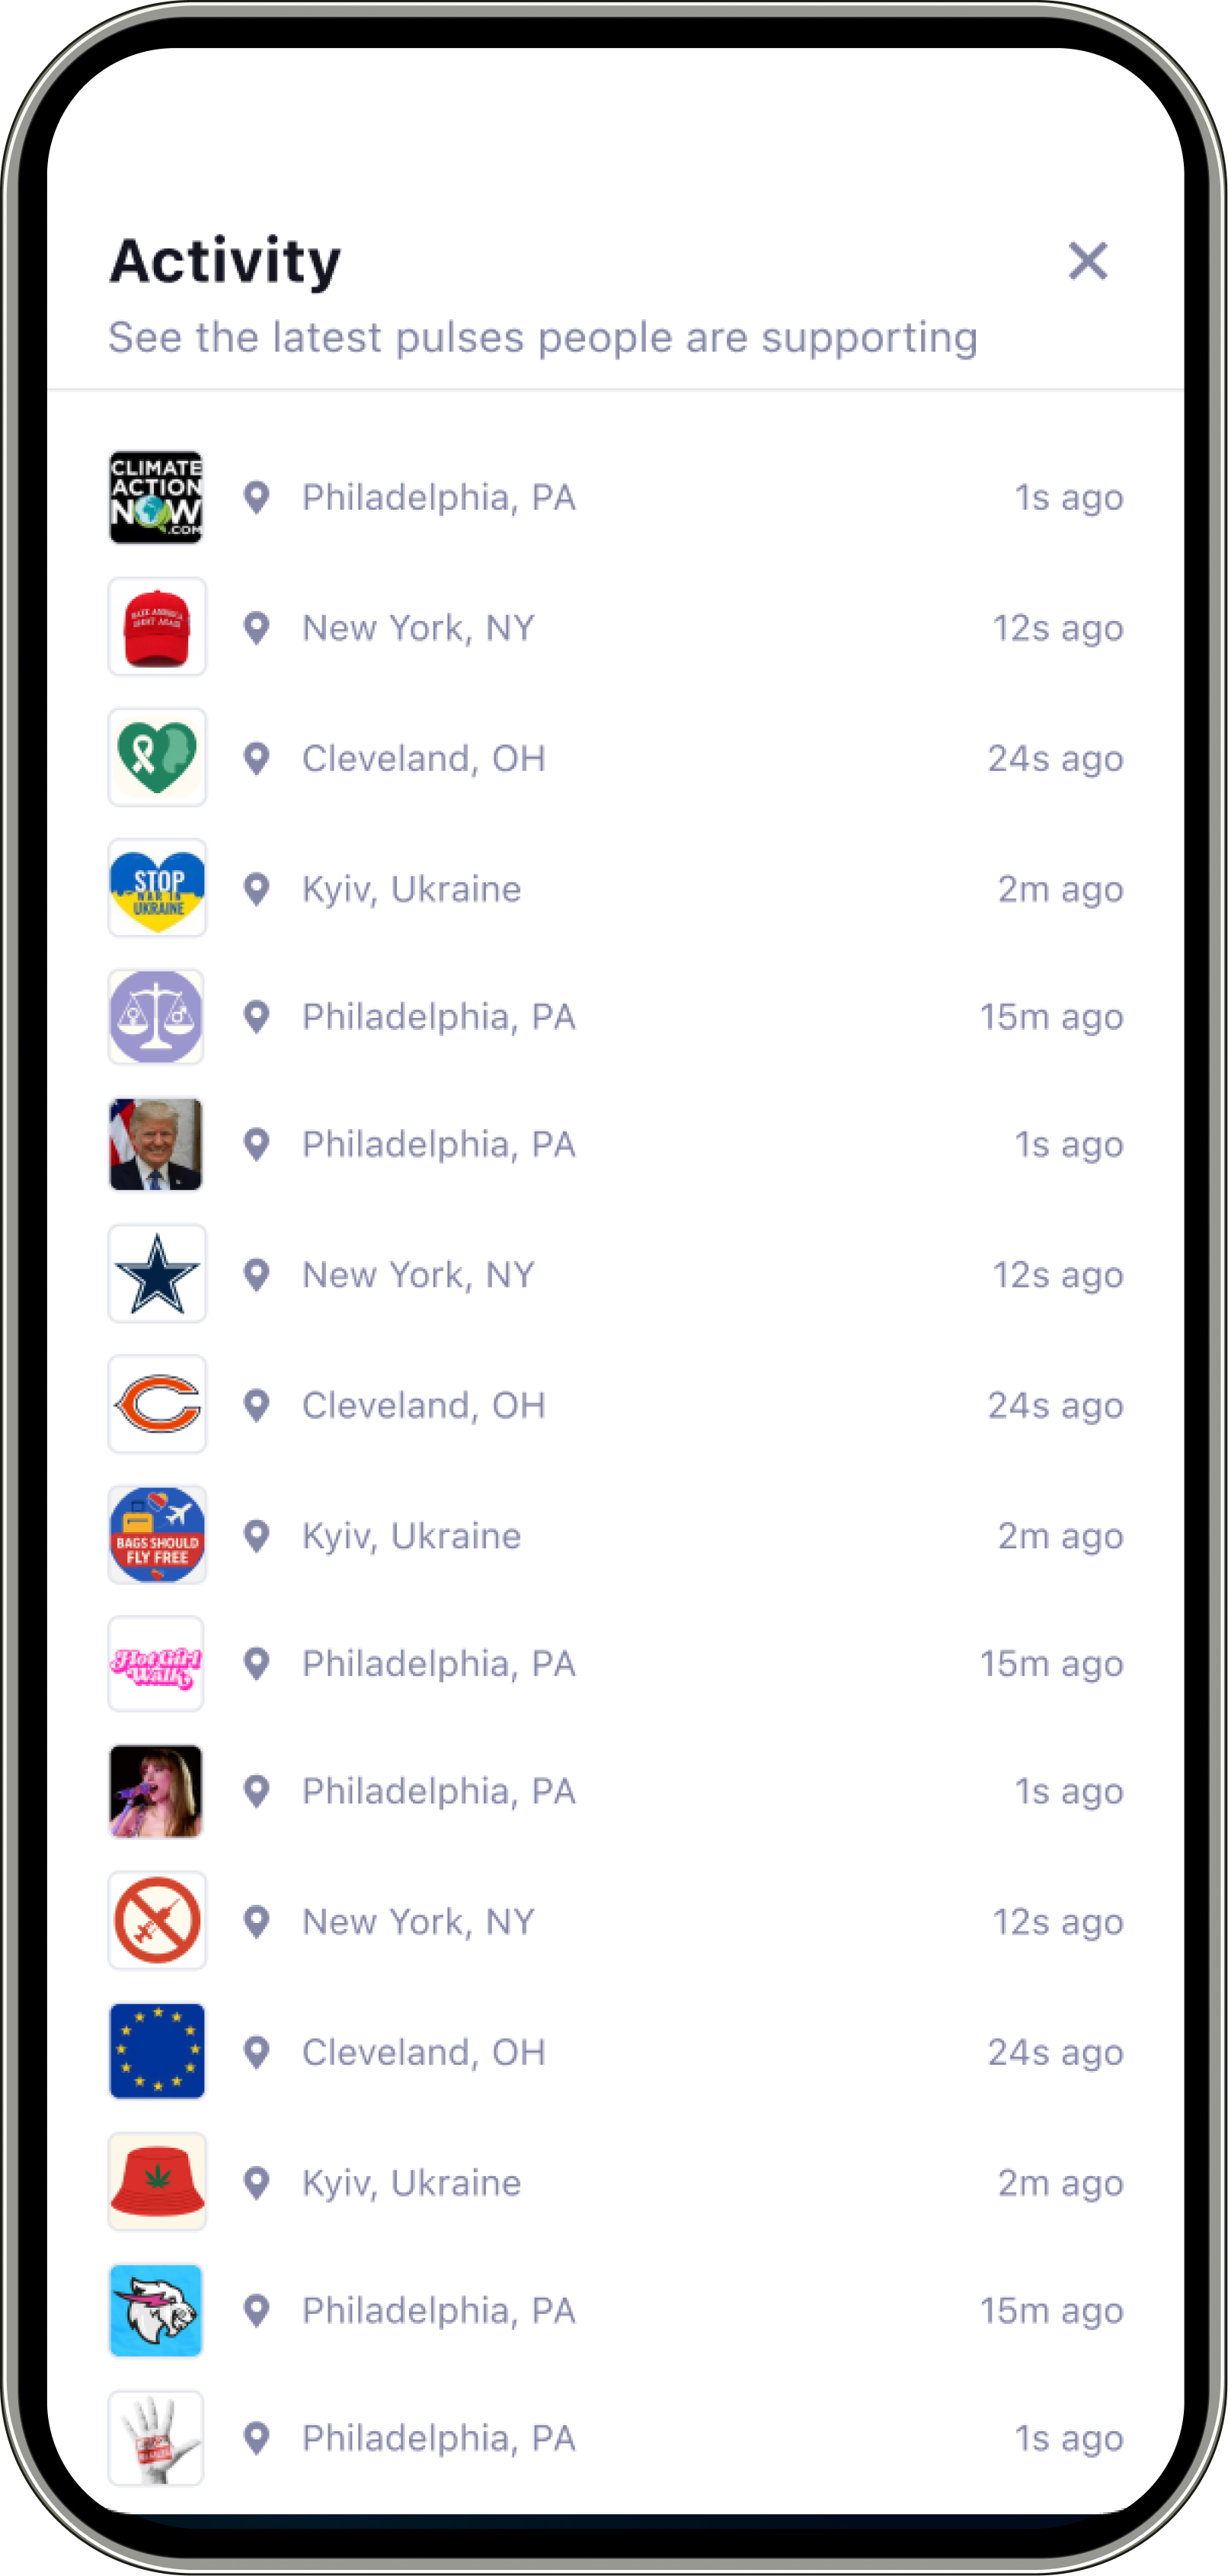 Activity
See the latest pulses people are supporting
CLIMATE
ACTION
NOW
.COM
Philadelphia, PA
1s ago
MAKE AMERICA
GREAT AGAIN
New York, NY
12s ago
Cleveland, OH
24s ago
STOP
WAR IN
UKRAINE
Kyiv, Ukraine
2m ago
Philadelphia, PA
15m ago
Philadelphia, PA
1s ago
New York, NY
12s ago
Cleveland, OH
24s ago
BAGS SHOULD
FLY FREE
Kyiv, Ukraine
2m ago
Hot Girl
Walk
Philadelphia, PA
15m ago
Philadelphia, PA
1s ago
New York, NY
12s ago
Cleveland, OH
24s ago
Kyiv, Ukraine
2m ago
Philadelphia, PA
15m ago
Philadelphia, PA
1s ago